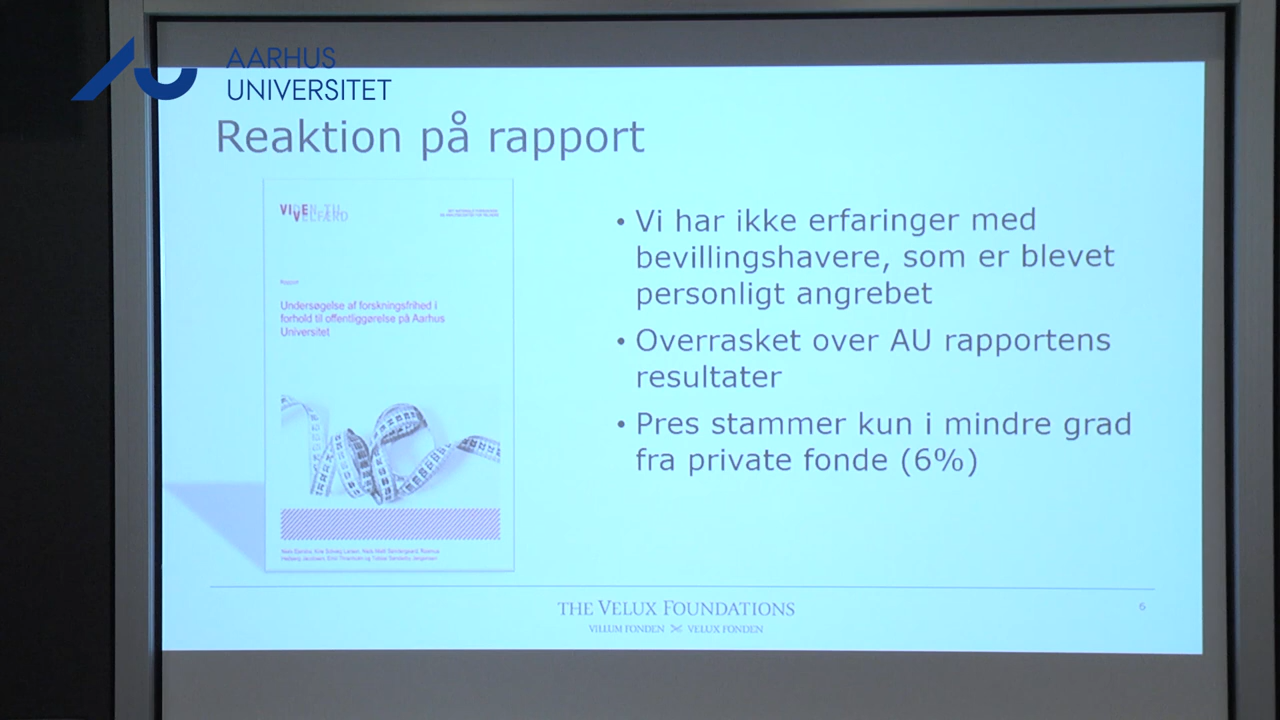 AARHUS
UNIVERSITET
Reaktion på rapport
VIDEN TIL
VELFÆRD
Rapport
Undersøgelse af forskningsfrihed i
forhold til offentliggørelse på Aarhus
Universitet
• Vi har ikke erfaringer med
bevillingshavere, som er blevet
personligt angrebet
• Overrasket over AU rapportens
resultater
• Pres stammer kun i mindre grad
fra private fonde (6%)
THE VELUX FOUNDATIONS
VILLUM FONDEN VELUX FONDEN
6